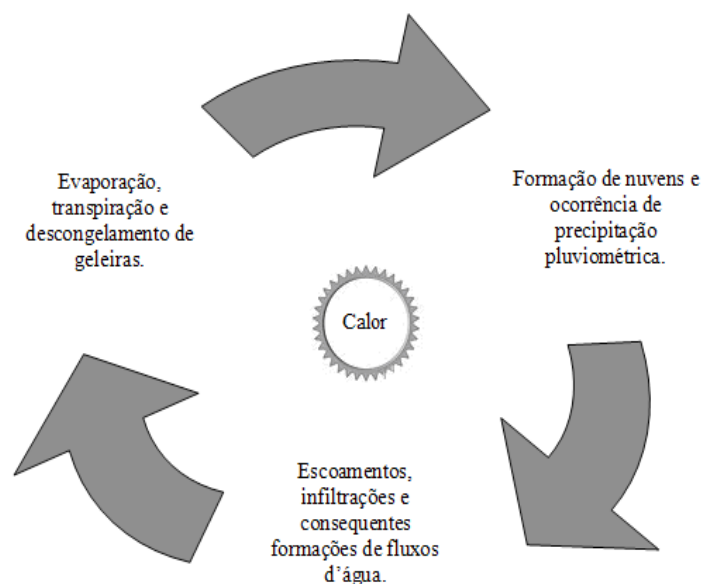 Evaporação,
transpiração e
descongelamento de
geleiras.
Formação de nuvens e
ocorrência de
precipitação
pluviométrica.
Calor
Escoamentos,
infiltrações e
consequentes
formações de fluxos
d’água.